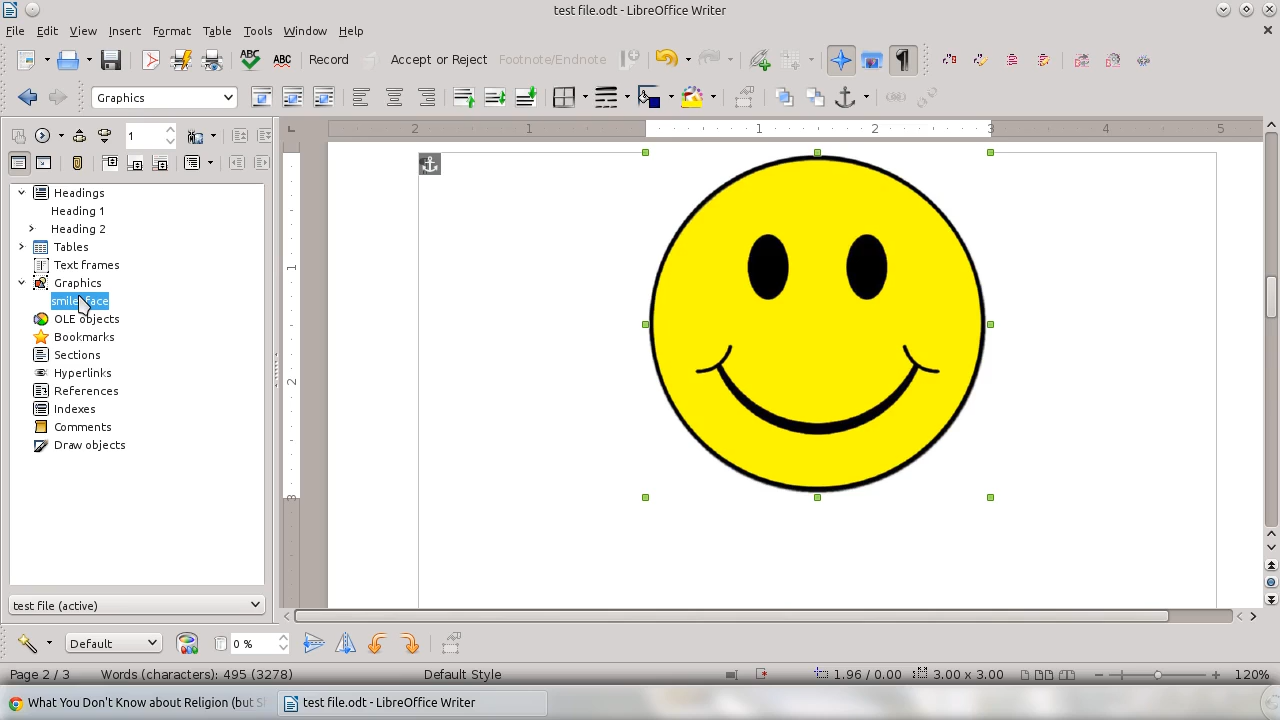 test file.odt - LibreOffice Writer
File Edit View Insert Format Table Tools Window Help
Record Accept or Reject Footnote/Endnote
Graphics
2 1 1 2 3 4 5
1
Headings
Heading 1
Heading 2
Tables
Text frames
Graphics
face
OLE objects
Bookmarks
Sections
Hyperlinks
References
Indexes
Comments
Draw objects
1
2
3
test file (active)
Default 0 %
Page 2 / 3 Words (characters): 495 (3278) Default Style 1.96 / 0.00 3.00 x 3.00 120%
What You Don't Know about Religion (but test file.odt - LibreOffice Writer